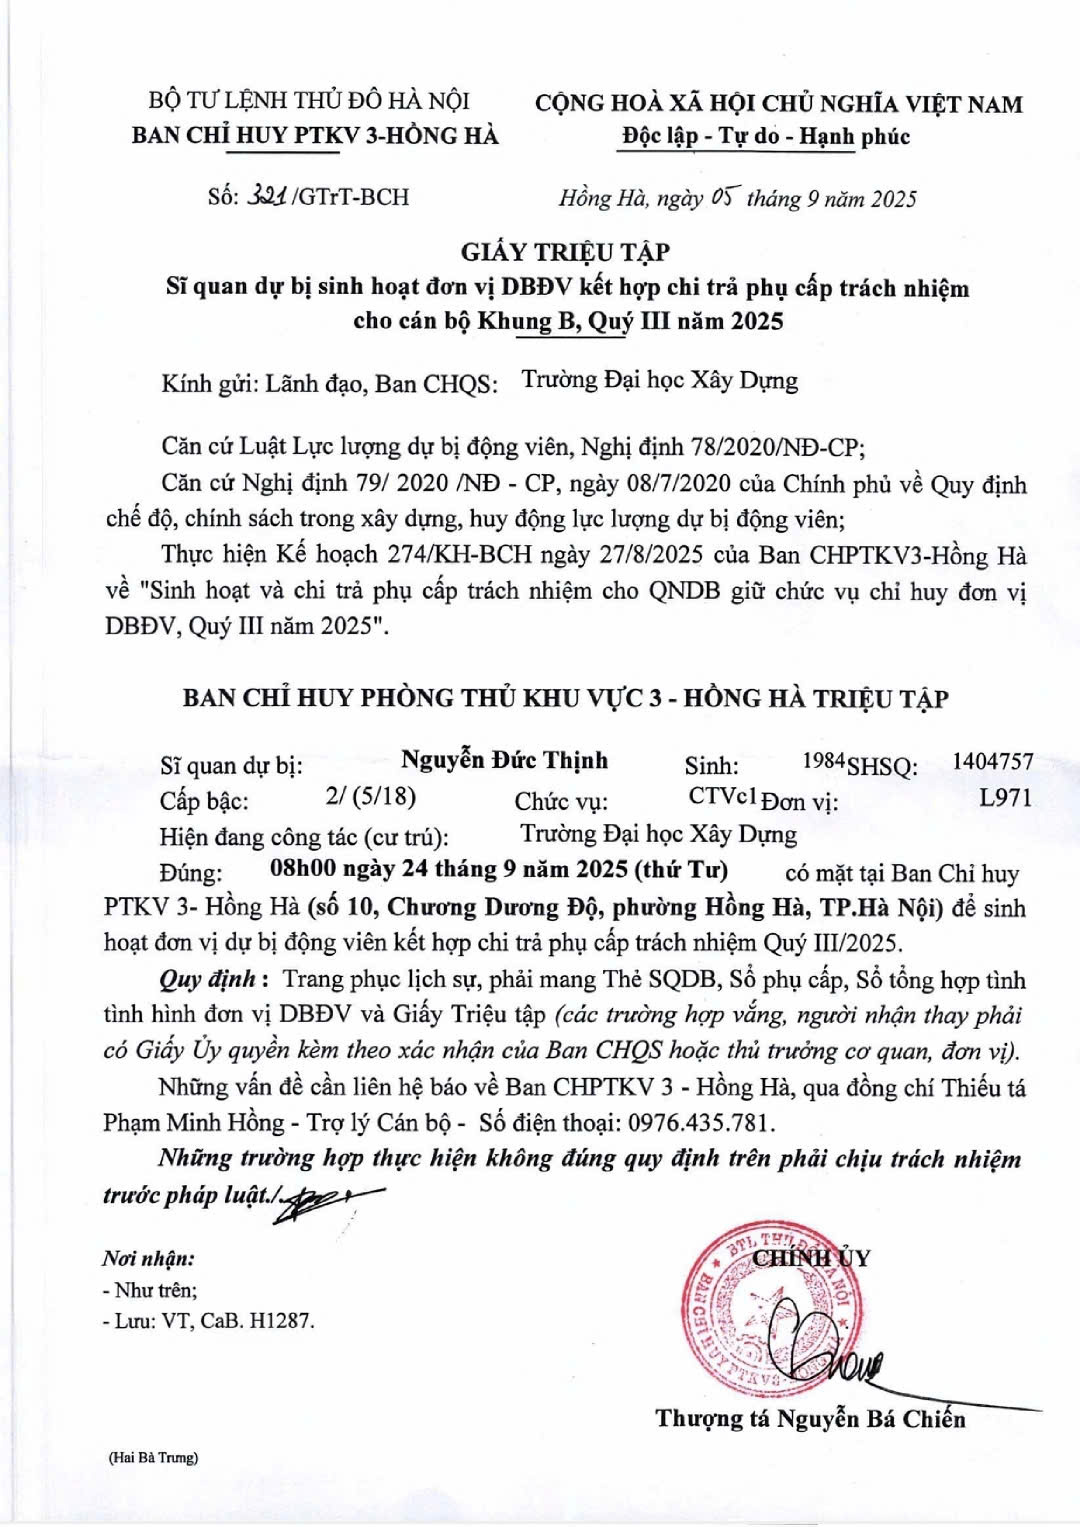 BỘ TƯ LỆNH THỦ ĐÔ HÀ NỘI
BAN CHỈ HUY PTKV 3-HỒNG HÀ
CỘNG HOÀ XÃ HỘI CHỦ NGHĨA VIỆT NAM
Độc lập - Tự do - Hạnh phúc
Số: 321/GTrT-BCH
Hồng Hà, ngày 05 tháng 9 năm 2025
GIẤY TRIỆU TẬP
Sĩ quan dự bị sinh hoạt đơn vị DBĐV kết hợp chi trả phụ cấp trách nhiệm
cho cán bộ Khung B, Quý III năm 2025
Kính gửi: Lãnh đạo, Ban CHQS: Trường Đại học Xây Dựng
Căn cứ Luật Lực lượng dự bị động viên, Nghị định 78/2020/NĐ-CP;
Căn cứ Nghị định 79/ 2020 /NĐ - CP, ngày 08/7/2020 của Chính phủ về Quy định
chế độ, chính sách trong xây dựng, huy động lực lượng dự bị động viên;
Thực hiện Kế hoạch 274/KH-BCH ngày 27/8/2025 của Ban CHPTKV3-Hồng Hà
về "Sinh hoạt và chi trả phụ cấp trách nhiệm cho QNDB giữ chức vụ chỉ huy đơn vị
DBĐV, Quý III năm 2025".
BAN CHỈ HUY PHÒNG THỦ KHU VỰC 3 - HỒNG HÀ TRIỆU TẬP
Sĩ quan dự bị: Nguyễn Đức Thịnh Sinh: 1984 SHSQ: 1404757
Cấp bậc: 2/ (5/18) Chức vụ: CTVc1 Đơn vị: L971
Hiện đang công tác (cư trú): Trường Đại học Xây Dựng
Đúng: 08h00 ngày 24 tháng 9 năm 2025 (thứ Tư) có mặt tại Ban Chỉ huy
PTKV 3- Hồng Hà (số 10, Chương Dương Độ, phường Hồng Hà, TP.Hà Nội) để sinh
hoạt đơn vị dự bị động viên kết hợp chi trả phụ cấp trách nhiệm Quý III/2025.
Quy định : Trang phục lịch sự, phải mang Thẻ SQDB, Sổ phụ cấp, Sổ tổng hợp tình
tình hình đơn vị DBĐV và Giấy Triệu tập (các trường hợp vắng, người nhận thay phải
có Giấy Ủy quyền kèm theo xác nhận của Ban CHQS hoặc thủ trưởng cơ quan, đơn vị).
Những vấn đề cần liên hệ báo về Ban CHPTKV 3 - Hồng Hà, qua đồng chí Thiếu tá
Phạm Minh Hồng - Trợ lý Cán bộ - Số điện thoại: 0976.435.781.
Những trường hợp thực hiện không đúng quy định trên phải chịu trách nhiệm
trước pháp luật./.
Nơi nhận:
- Như trên;
- Lưu: VT, CaB. H1287.
CHÍNH ỦY
BTL THỦ ĐÔ HÀ NỘI
BAN CHỈ HUY PTKV3-HỒNG HÀ
Thượng tá Nguyễn Bá Chiến
(Hai Bà Trưng)